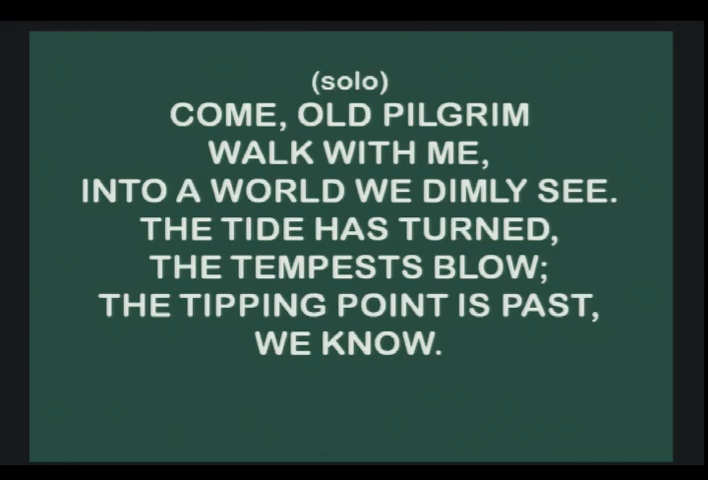 (solo)
COME, OLD PILGRIM
WALK WITH ME,
INTO A WORLD WE DIMLY SEE.
THE TIDE HAS TURNED,
THE TEMPESTS BLOW;
THE TIPPING POINT IS PAST,
WE KNOW.